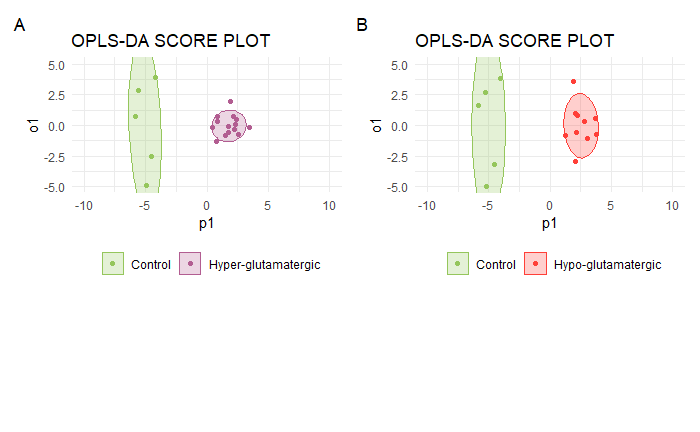 A
OPLS-DA SCORE PLOT
5.0
2.5
0.0
-2.5
-5.0
o1
-10
-5
0
5
10
p1
Control
Hyper-glutamatergic
B
OPLS-DA SCORE PLOT
5.0
2.5
0.0
-2.5
-5.0
o1
-10
-5
0
5
10
p1
Control
Hypo-glutamatergic